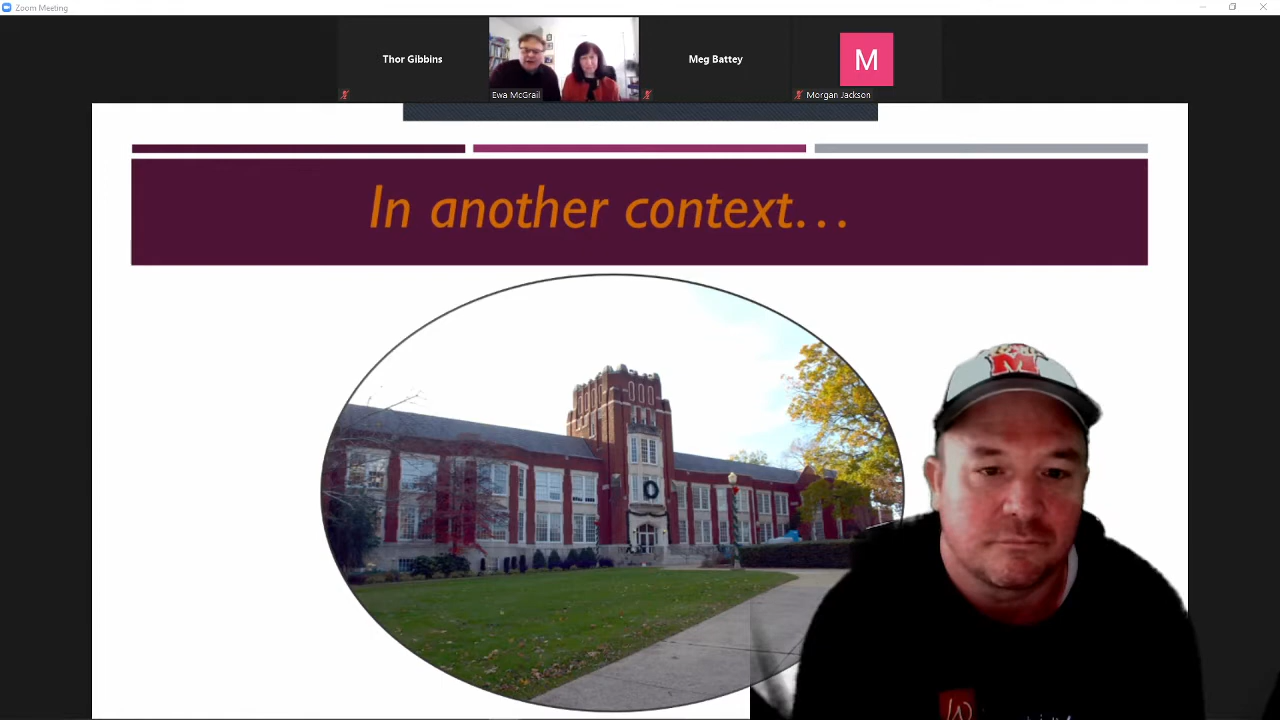 Zoom Meeting
Thor Gibbins
Ewa McGrail
Meg Battey
M
Morgan Jackson
In another context...
M